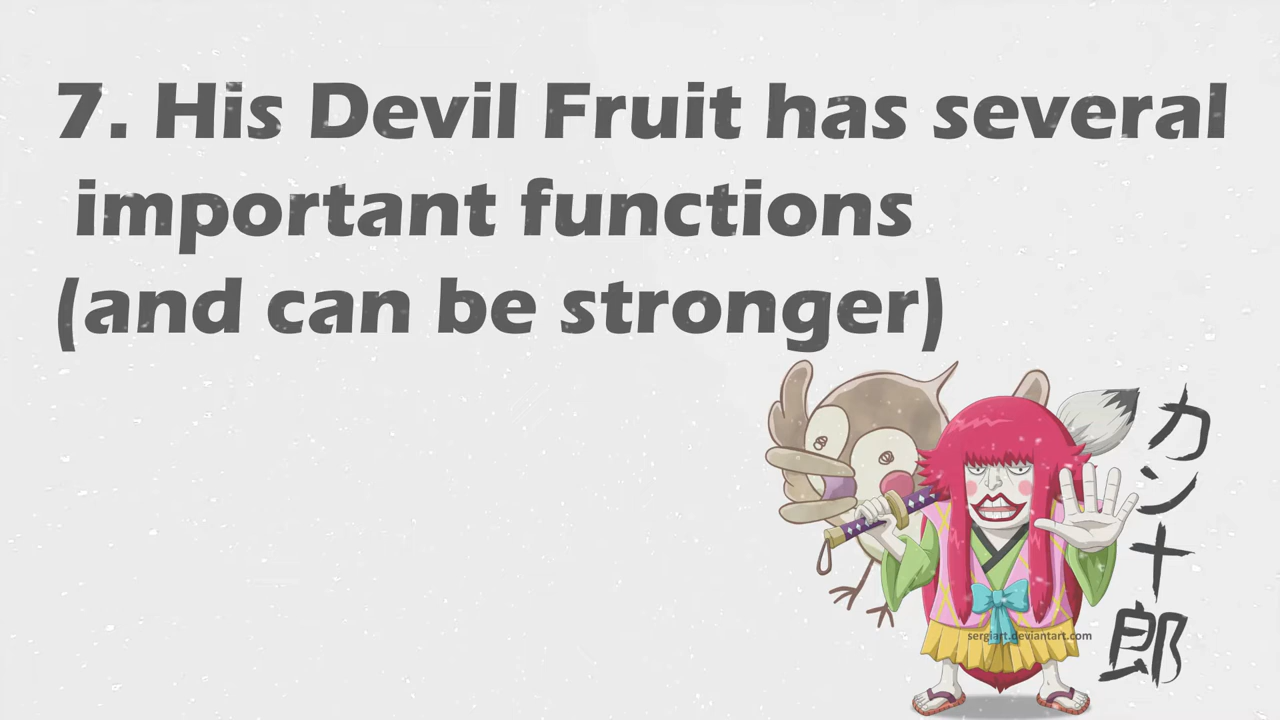 7. His Devil Fruit has several
important functions
(and can be stronger)
カン十郎
sergiart.deviantart.com